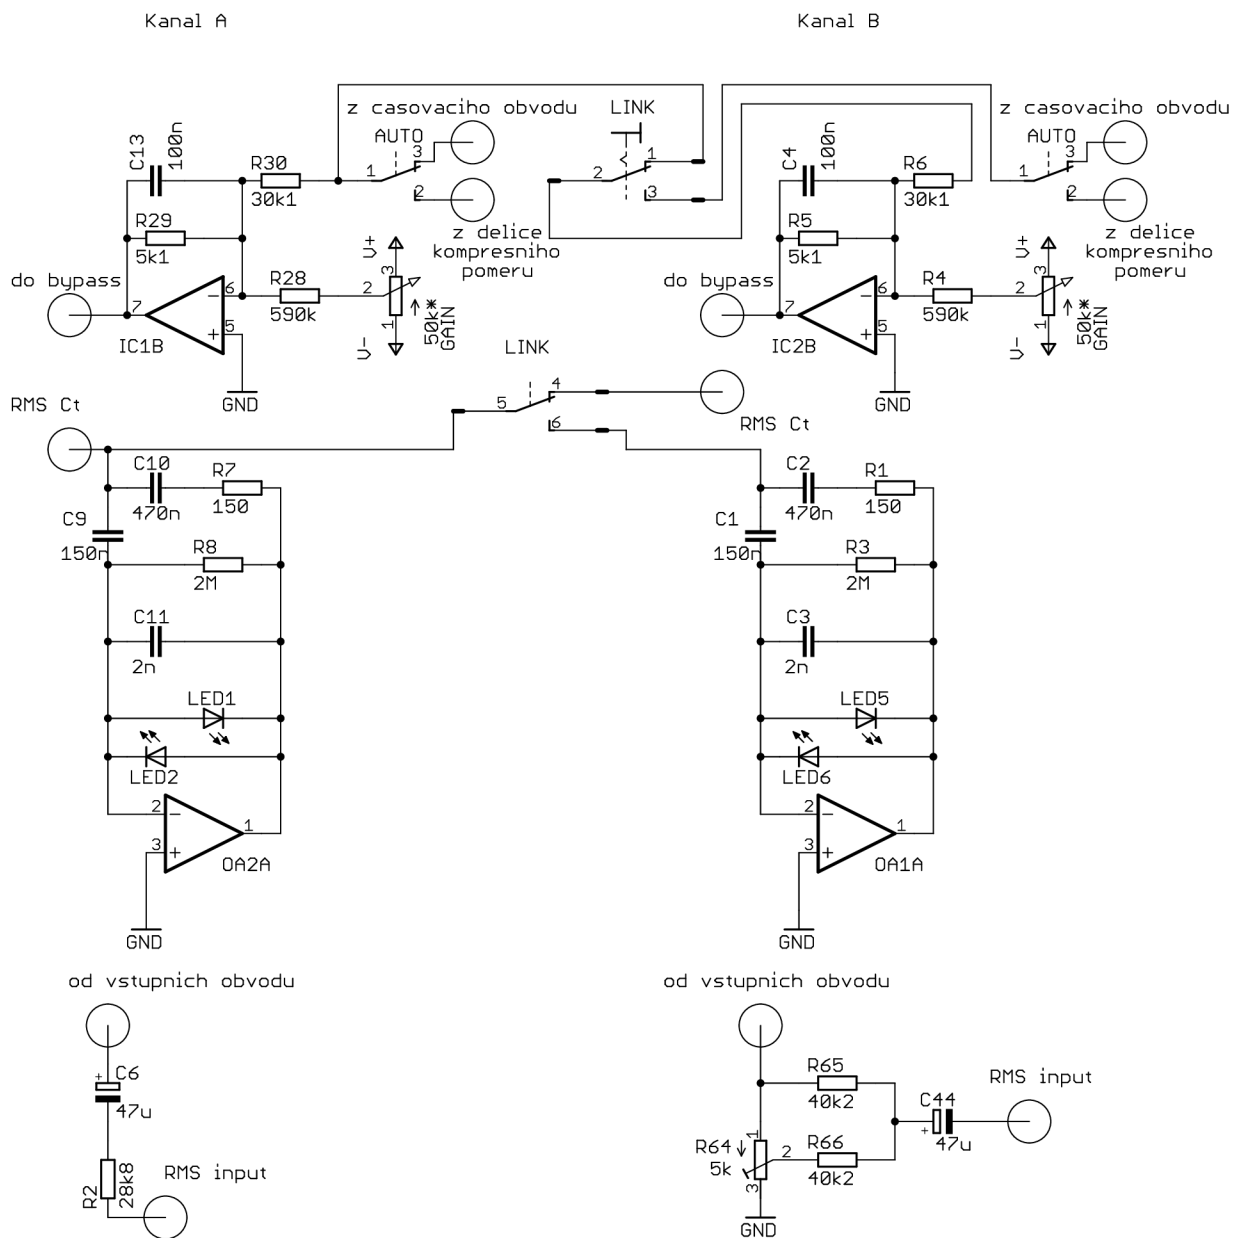 Kanal A
Kanal B
z casovaciho obvodu
LINK
z casovaciho obvodu
C13
100n
AUTO
3
1
2
R30
30k1
2
1
3
C4
100n
R6
30k1
AUTO
3
1
2
R29
5k1
z delice
kompresniho
pomeru
R5
5k1
z delice
kompresniho
pomeru
do bypass
7
6
5
−
+
IC1B
R28
590k
V+
3
2
1
V-
50k*
GAIN
GND
do bypass
7
6
5
−
+
IC2B
R4
590k
V+
3
2
1
V-
50k*
GAIN
GND
LINK
4
5
6
RMS Ct
RMS Ct
C10
470n
R7
150
C9
150n
R8
2M
C11
2n
LED1
LED2
2
−
1
3
+
OA2A
GND
C2
470n
R1
150
C1
150n
R3
2M
C3
2n
LED5
LED6
2
−
1
3
+
OA1A
GND
od vstupnich obvodu
+
C6
47u
R2
28k8
RMS input
od vstupnich obvodu
R65
40k2
C44
+
47u
RMS input
R64
5k
1
2
3
R66
40k2
GND